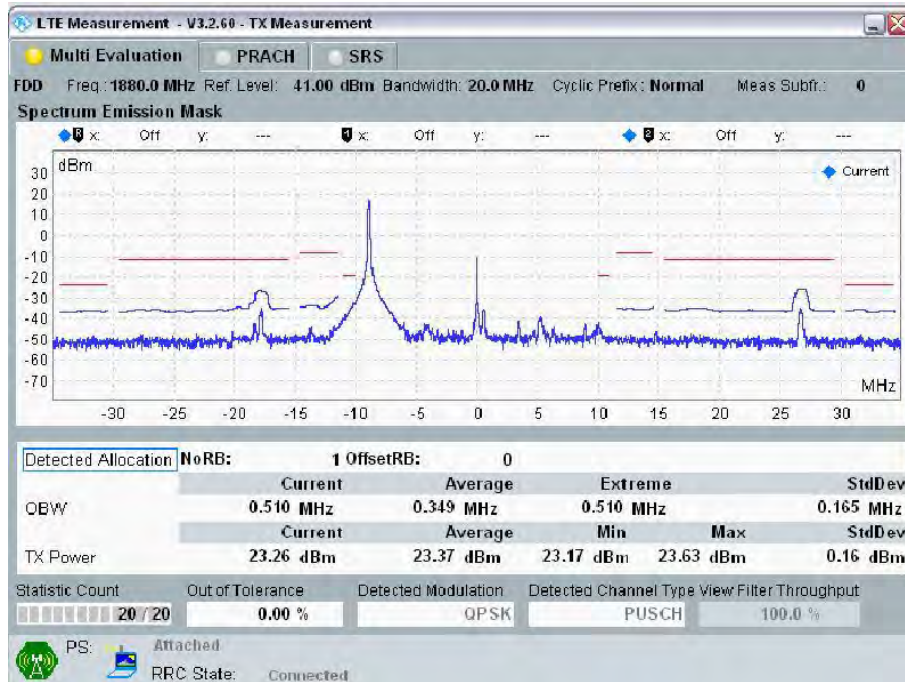 LTE Measurement - V3.2.60 - TX Measurement
Multi Evaluation PRACH SRS
FDD Freq.: 1880.0 MHz Ref. Level: 41.00 dBm Bandwidth: 20.0 MHz Cyclic Prefix: Normal Meas Subfr.: 0
Spectrum Emission Mask
R x: Off y: --- 1 x: Off y: --- 2 x: Off y: ---
dBm
Current
30
20
10
0
-10
-20
-30
-40
-50
-60
-70
MHz
-30 -25 -20 -15 -10 -5 0 5 10 15 20 25 30
Detected Allocation NoRB: 1 OffsetRB: 0
Current Average Extreme StdDev
OBW 0.510 MHz 0.349 MHz 0.510 MHz 0.165 MHz
Current Average Min Max StdDev
TX Power 23.26 dBm 23.37 dBm 23.17 dBm 23.63 dBm 0.16 dBm
Statistic Count Out of Tolerance Detected Modulation Detected Channel Type View Filter Throughput
20 / 20 0.00 % QPSK PUSCH 100.0 %
PS: Attached
RRC State: Connected